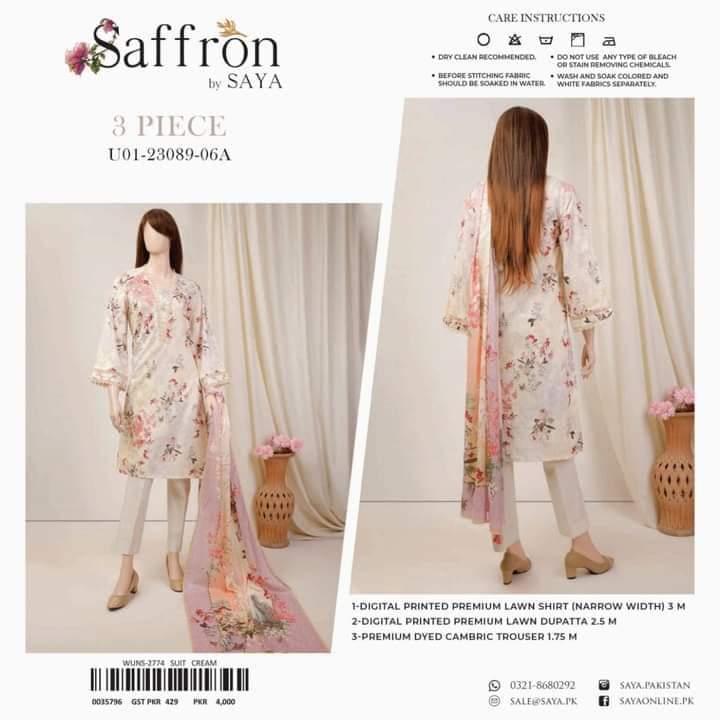 Saffron
by SAYA
3 PIECE
U01-23089-06A
CARE INSTRUCTIONS
• DRY CLEAN RECOMMENDED.
• BEFORE STITCHING FABRIC
SHOULD BE SOAKED IN WATER.
• DO NOT USE ANY TYPE OF BLEACH
OR STAIN REMOVING CHEMICALS.
• WASH AND SOAK COLORED AND
WHITE FABRICS SEPARATELY.
1-DIGITAL PRINTED PREMIUM LAWN SHIRT (NARROW WIDTH) 3 M
2-DIGITAL PRINTED PREMIUM LAWN DUPATTA 2.5 M
3-PREMIUM DYED CAMBRIC TROUSER 1.75 M
WUNS-2774 SUIT CREAM
0035796 GST PKR 429 PKR 4,000
0321-8680292
SALE@SAYA.PK
SAYA.PAKISTAN
SAYAONLINE.PK